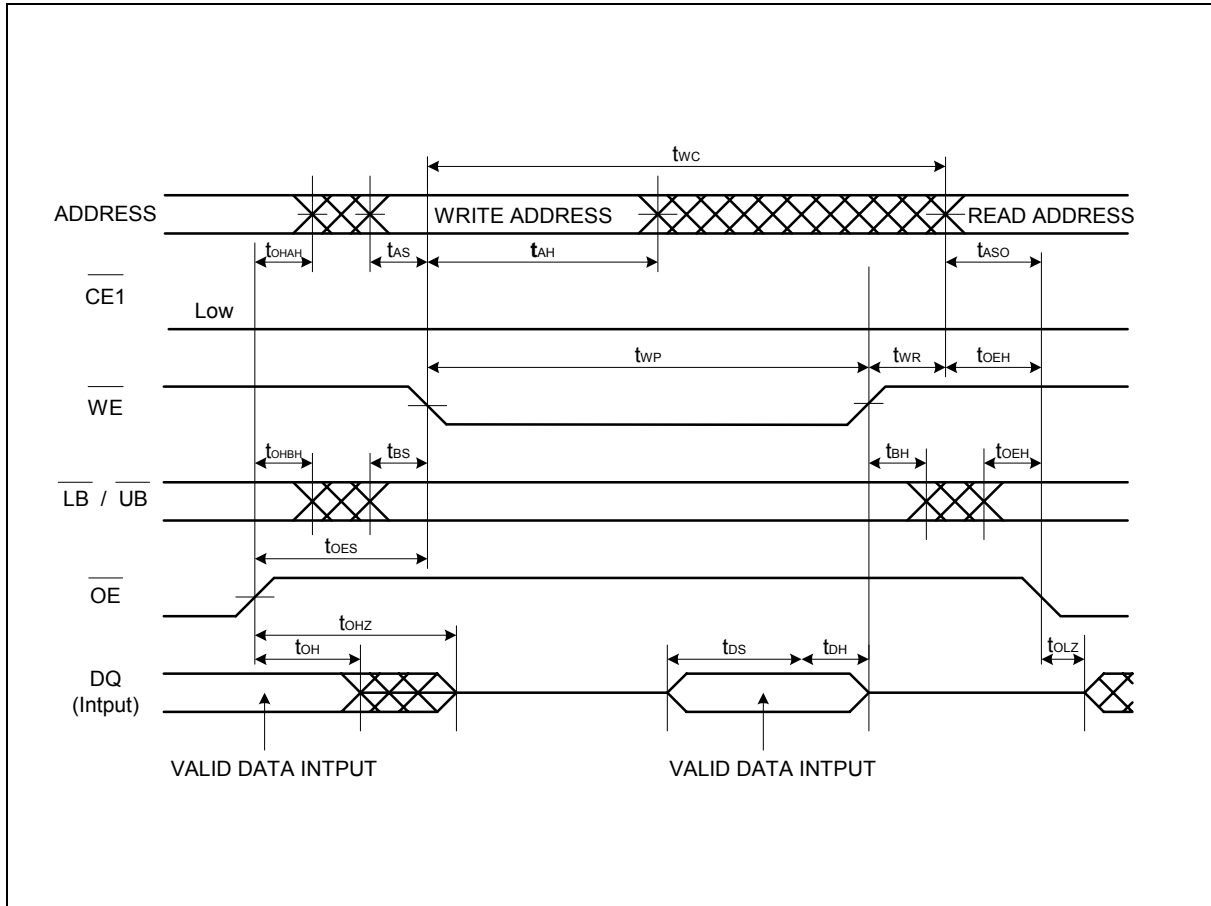 tWC
ADDRESS
WRITE ADDRESS
READ ADDRESS
tOHAH
tAS
tAH
tASO
CE1
Low
tWP
tWR
tOEH
WE
tOHBH
tBS
tBH
tOEH
LB / UB
tOES
OE
tOHZ
tOH
tDS
tDH
tOLZ
DQ
(Intput)
VALID DATA INTPUT
VALID DATA INTPUT